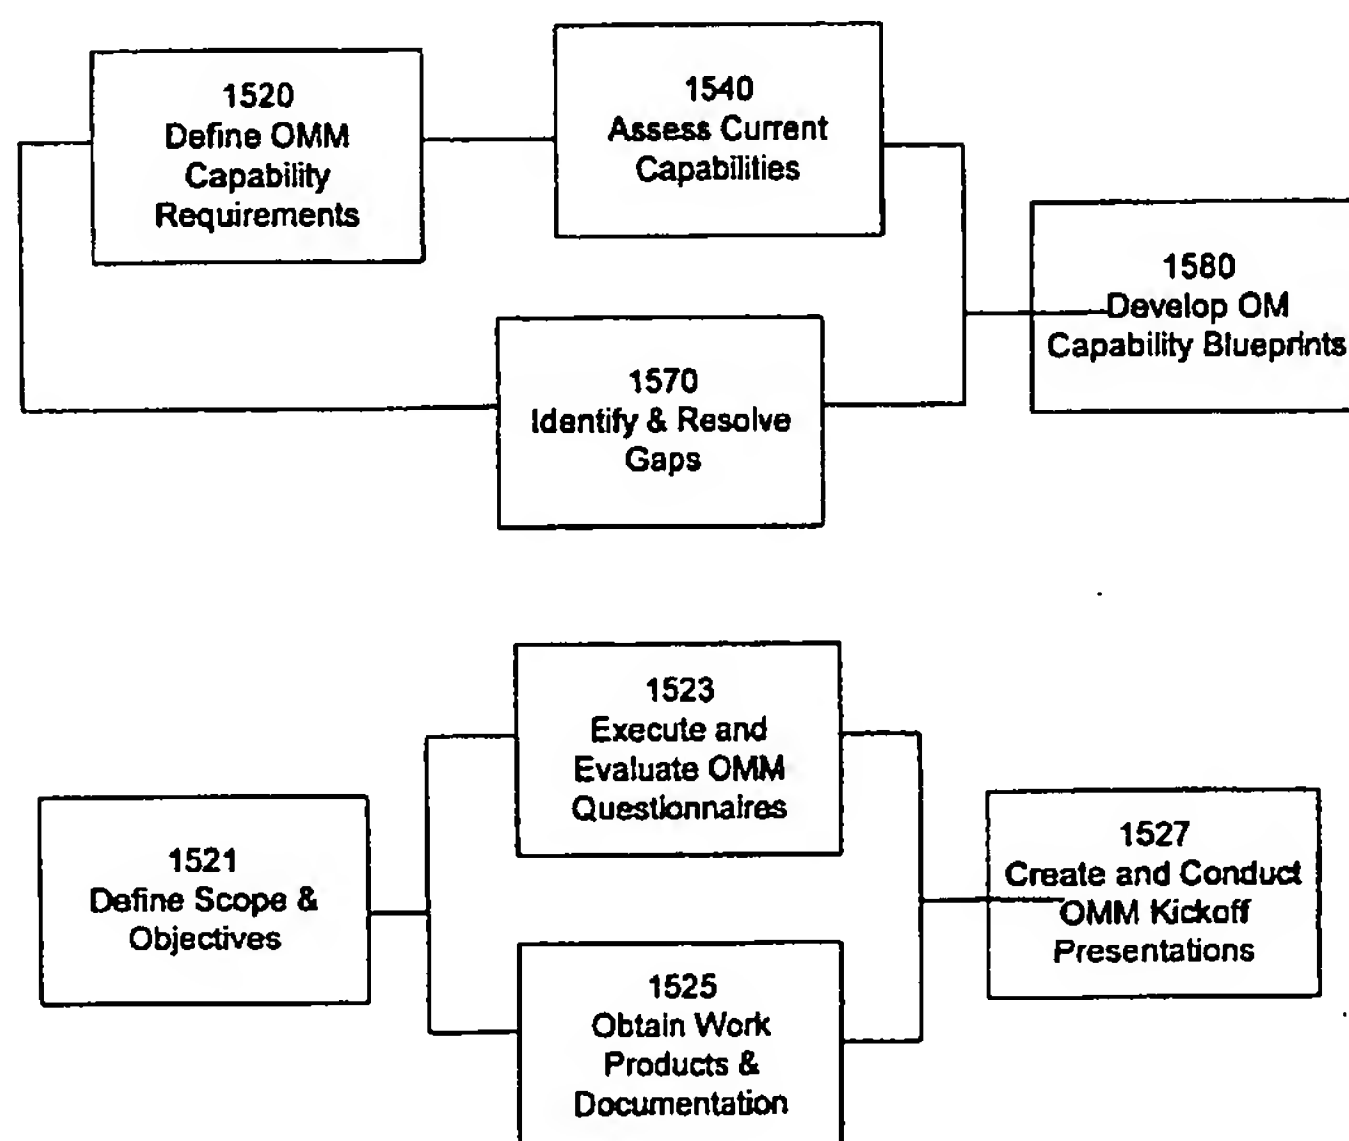 1520
Define OMM
Capability
Requirements
1540
Assess Current
Capabilities
1580
Develop OM
Capability Blueprints
1570
Identify & Resolve
Gaps
1523
Execute and
Evaluate OMM
Questionnaires
1521
Define Scope &
Objectives
1527
Create and Conduct
OMM Kickoff
Presentations
1525
Obtain Work
Products &
Documentation